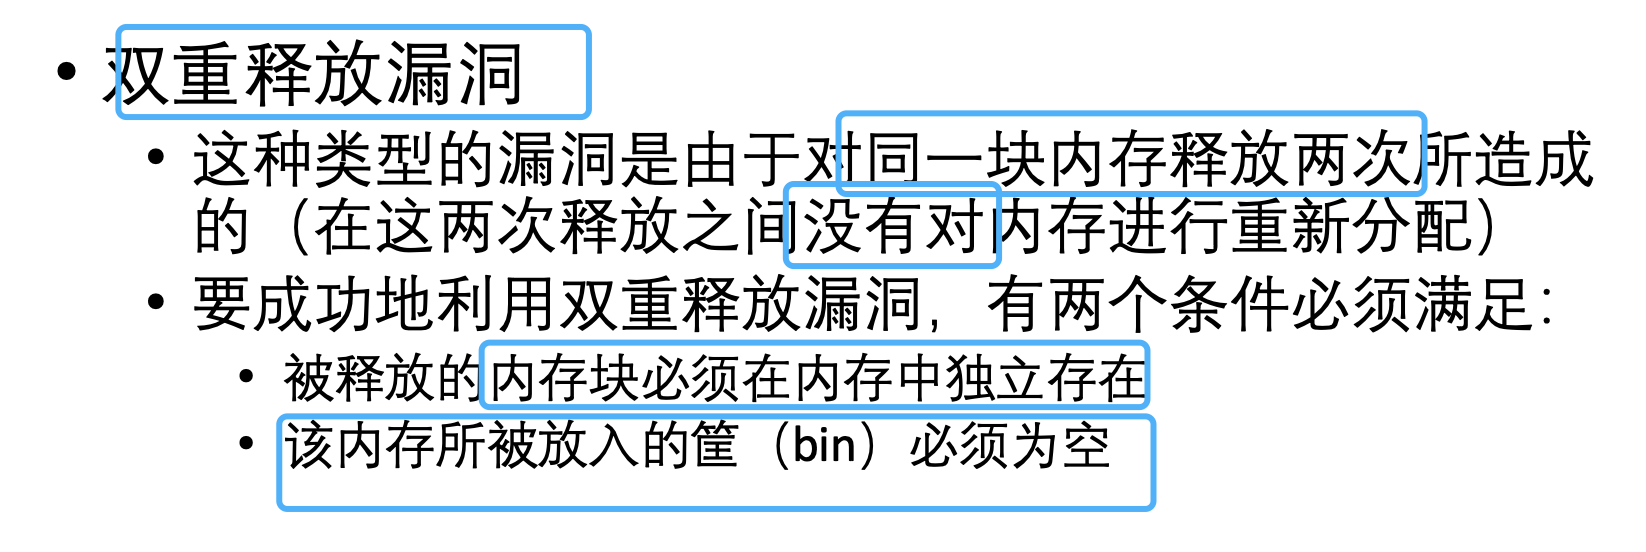 • 双重释放漏洞
• 这种类型的漏洞是由于对同一块内存释放两次所造成
的（在这两次释放之间没有对内存进行重新分配）
• 要成功地利用双重释放漏洞，有两个条件必须满足：
• 被释放的内存块必须在内存中独立存在
• 该内存所被放入的筐（bin）必须为空